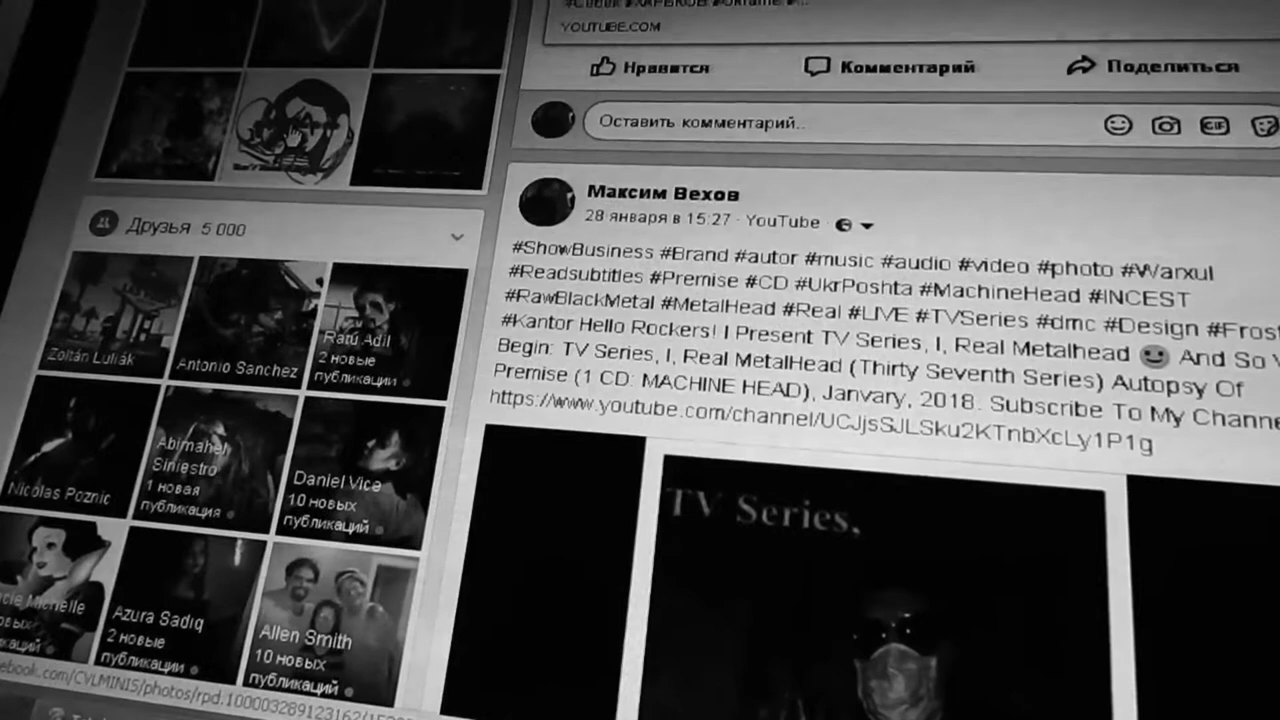 YOUTUBE.COM
Нравится Комментарий Поделиться
Оставить комментарий..
GIF
Максим Вехов
28 января в 15:27 · YouTube
#ShowBusiness #Brand #autor #music #audio #video #photo #Warxul
#Readsubtitles #Premise #CD #UkrPoshta #MachineHead #INCEST
#RawBlackMetal #MetalHead #Real #LIVE #TVSeries #dmc #Design #Frost
#Kantor Hello Rockers! I Present TV Series, I, Real Metalhead And So
Begin: TV Series, I, Real MetalHead (Thirty Seventh Series) Autopsy Of
Premise (1 CD: MACHINE HEAD), Janvary, 2018. Subscribe To My Channe
https://www.youtube.com/channel/UCJjsSJLSku2KTnbXcLy1P1g
TV Series,
Друзья 5 000
Zoltán Luliák
Antonio Sanchez
Ratu Adil
2 новые
публикации
Nicolas Poznic
Abimahel
Siniestro
1 новая
публикация
Daniel Vice
10 новых
публикаций
Michelle
Azura Sadiq
2 новые
публикации
Allen Smith
10 новых
публикаций
ebook.com/CVLMINIS/photos/rpd.100003289123162/